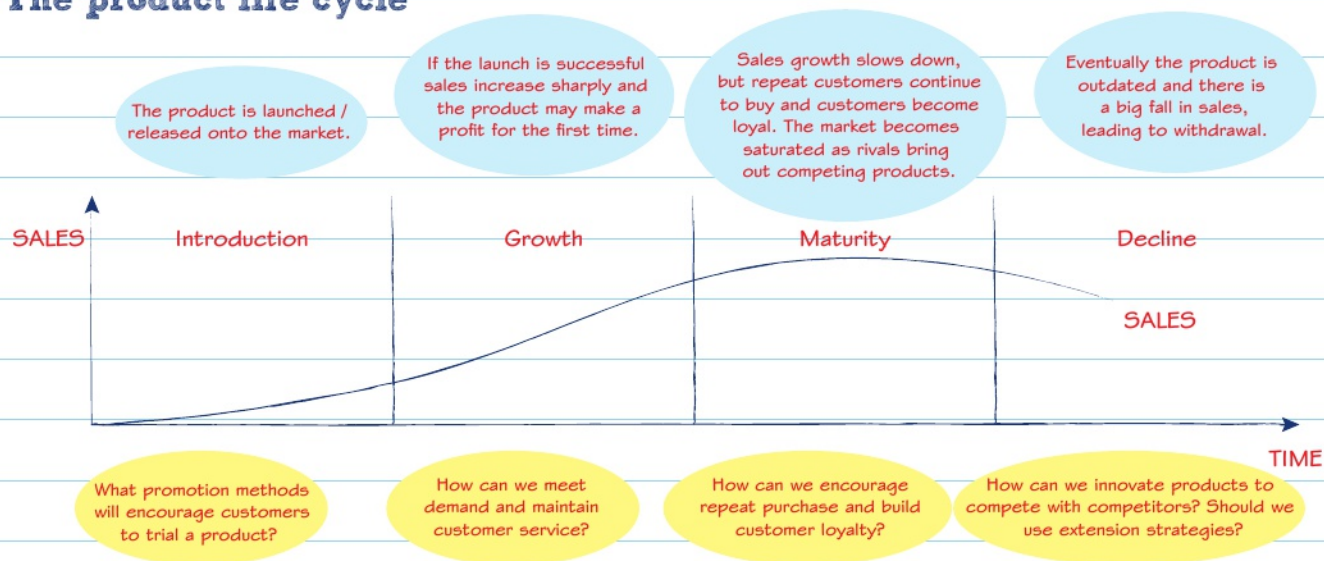 The product life cycle
The product is launched /
released onto the market.
If the launch is successful
sales increase sharply and
the product may make a
profit for the first time.
Sales growth slows down,
but repeat customers continue
to buy and customers become
loyal. The market becomes
saturated as rivals bring
out competing products.
Eventually the product is
outdated and there is
a big fall in sales,
leading to withdrawal.
SALES
Introduction
Growth
Maturity
Decline
SALES
TIME
What promotion methods
will encourage customers
to trial a product?
How can we meet
demand and maintain
customer service?
How can we encourage
repeat purchase and build
customer loyalty?
How can we innovate products to
compete with competitors? Should we
use extension strategies?